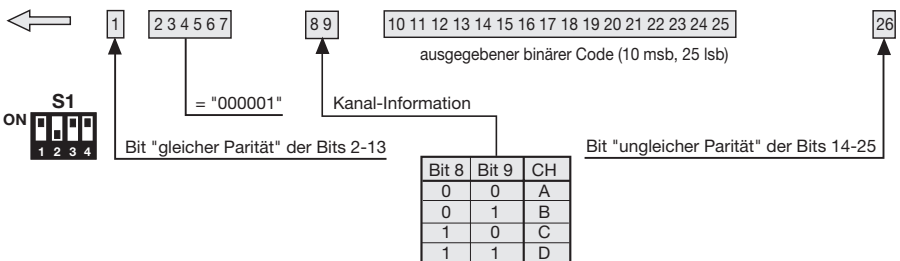 1 2 3 4 5 6 7 8 9 10 11 12 13 14 15 16 17 18 19 20 21 22 23 24 25 26
ausgegebener binärer Code (10 msb, 25 lsb)
S1
ON
1 2 3 4
= "000001"
Kanal-Information
Bit "gleicher Parität" der Bits 2-13
Bit "ungleicher Parität" der Bits 14-25
Bit 8 Bit 9 CH
0 0 A
0 1 B
1 0 C
1 1 D